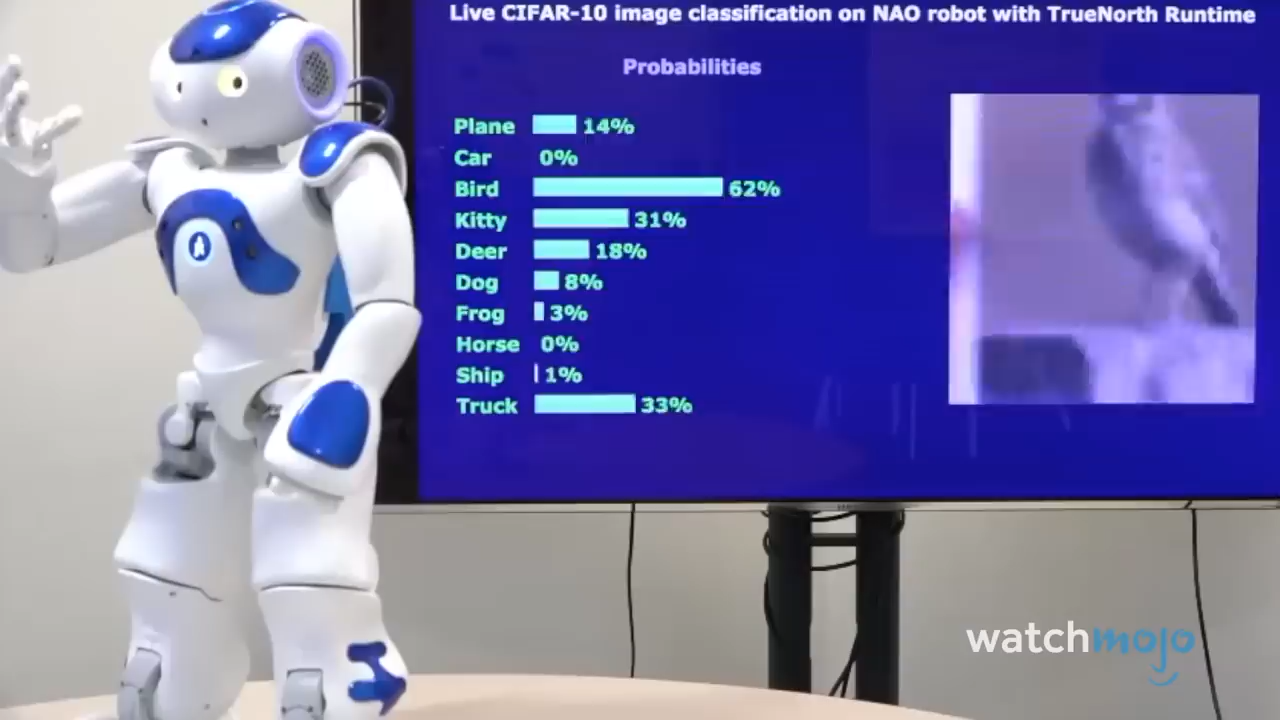 Live CIFAR-10 image classification on NAO robot with TrueNorth Runtime
Probabilities
Plane 14%
Car 0%
Bird 62%
Kitty 31%
Deer 18%
Dog 8%
Frog 3%
Horse 0%
Ship 1%
Truck 33%
watchmojo